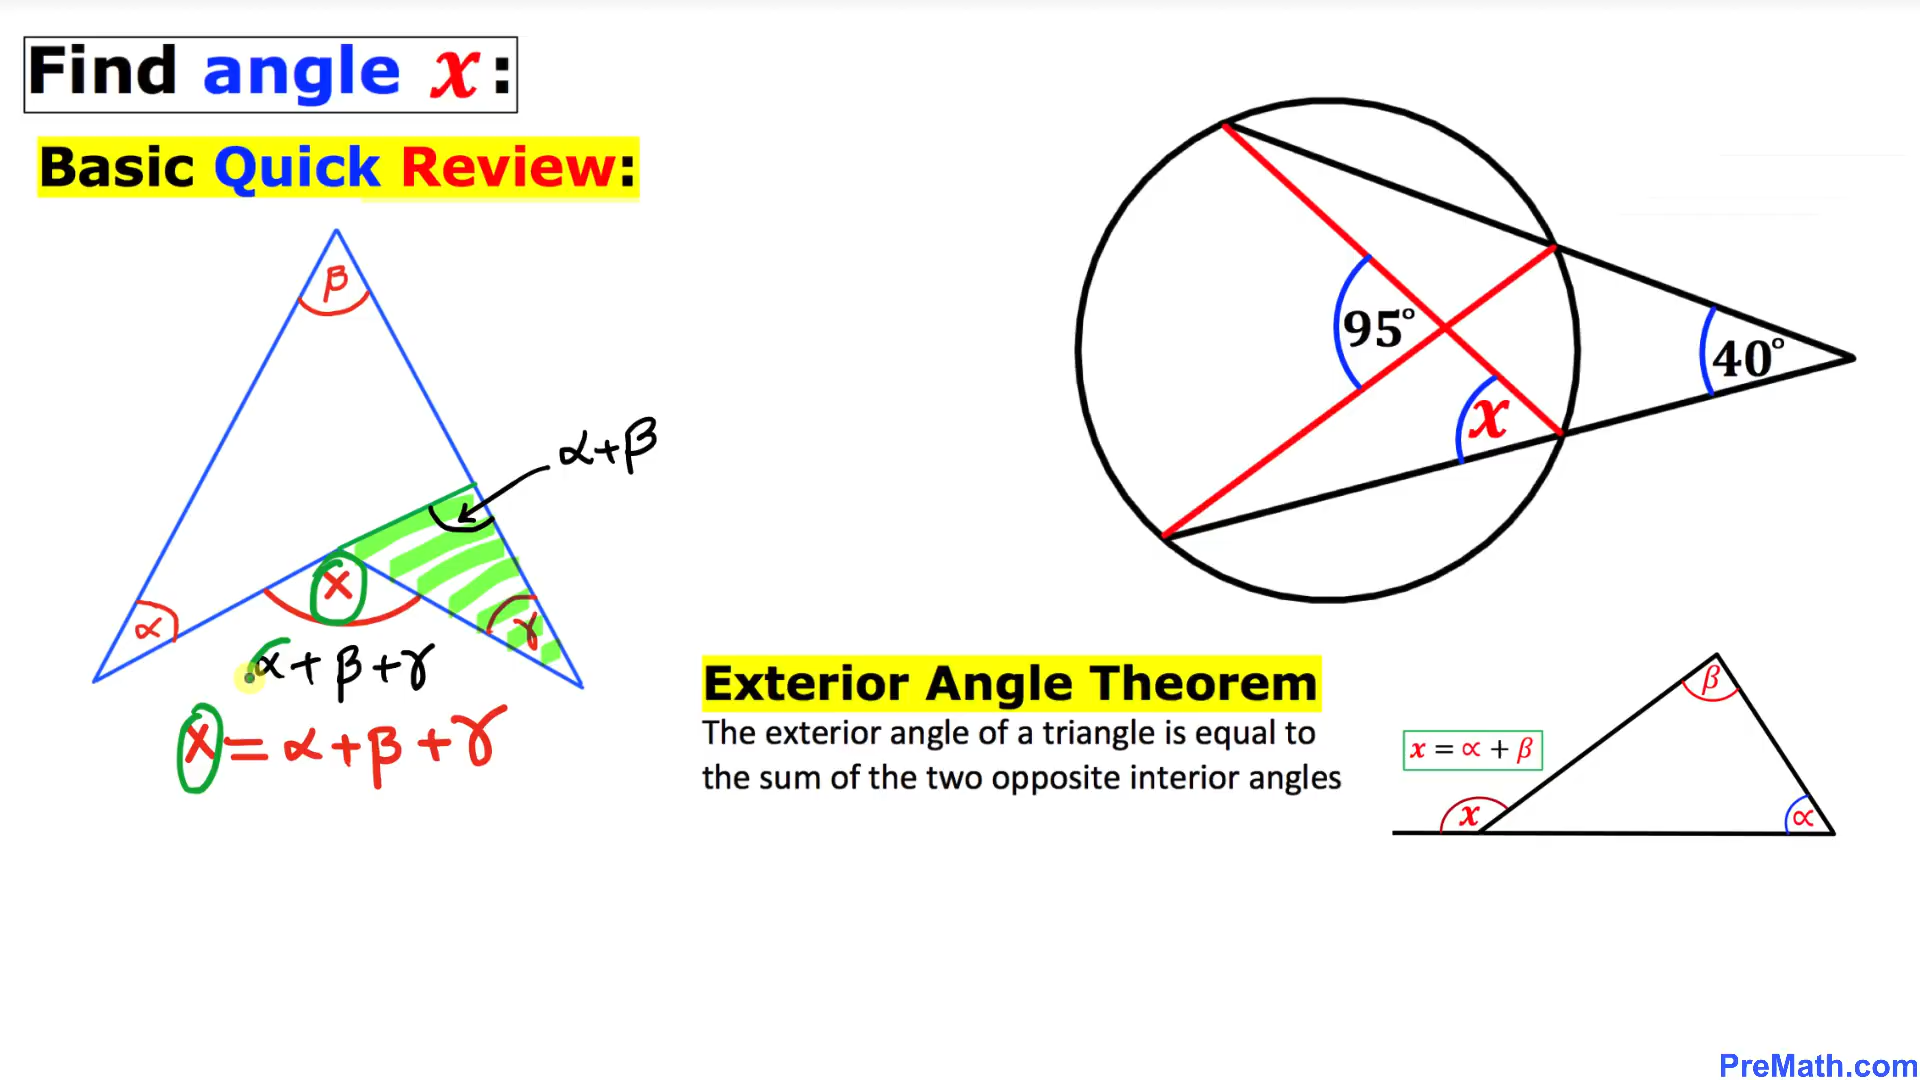 Find angle x:
Basic Quick Review:
β
α+β
x
α
γ
α+β+γ
x=α+β+γ
95°
40°
x
Exterior Angle Theorem
The exterior angle of a triangle is equal to
the sum of the two opposite interior angles
β
x = ∝ + β
x
∝
PreMath.com